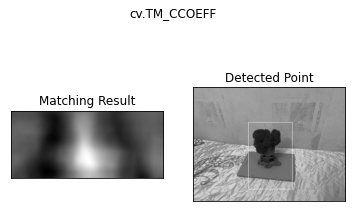 cv.TM_CCOEFF
Matching Result
Detected Point